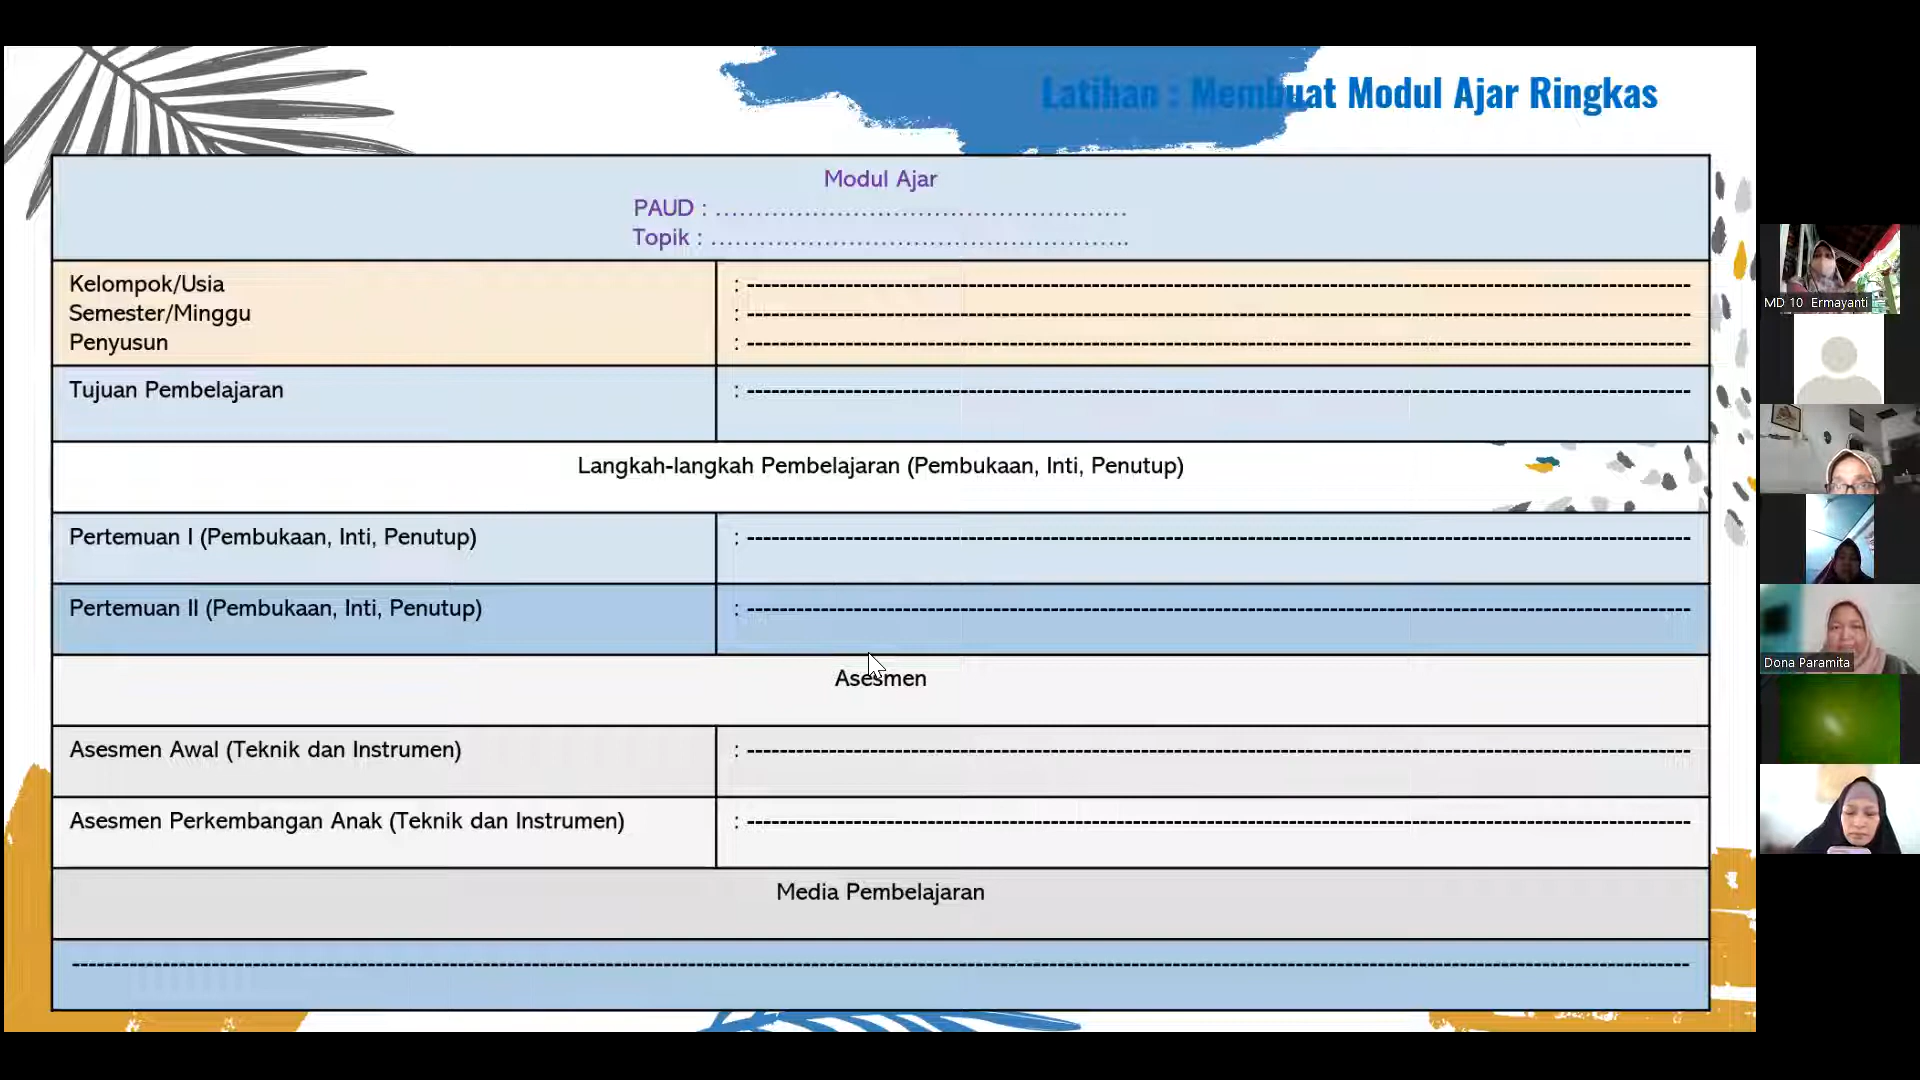 Latihan : Membuat Modul Ajar Ringkas
Modul Ajar
PAUD : ……………………………………………
Topik : ……………………………………………..
Kelompok/Usia : ----------------------------------------
Semester/Minggu : ----------------------------------------
Penyusun : ----------------------------------------
Tujuan Pembelajaran : ----------------------------------------
Langkah-langkah Pembelajaran (Pembukaan, Inti, Penutup)
Pertemuan I (Pembukaan, Inti, Penutup) : ----------------------------------------
Pertemuan II (Pembukaan, Inti, Penutup) : ----------------------------------------
Asesmen
Asesmen Awal (Teknik dan Instrumen) : ----------------------------------------
Asesmen Perkembangan Anak (Teknik dan Instrumen) : ----------------------------------------
Media Pembelajaran
----------------------------------------
MD 10 Ermayanti
Dona Paramita